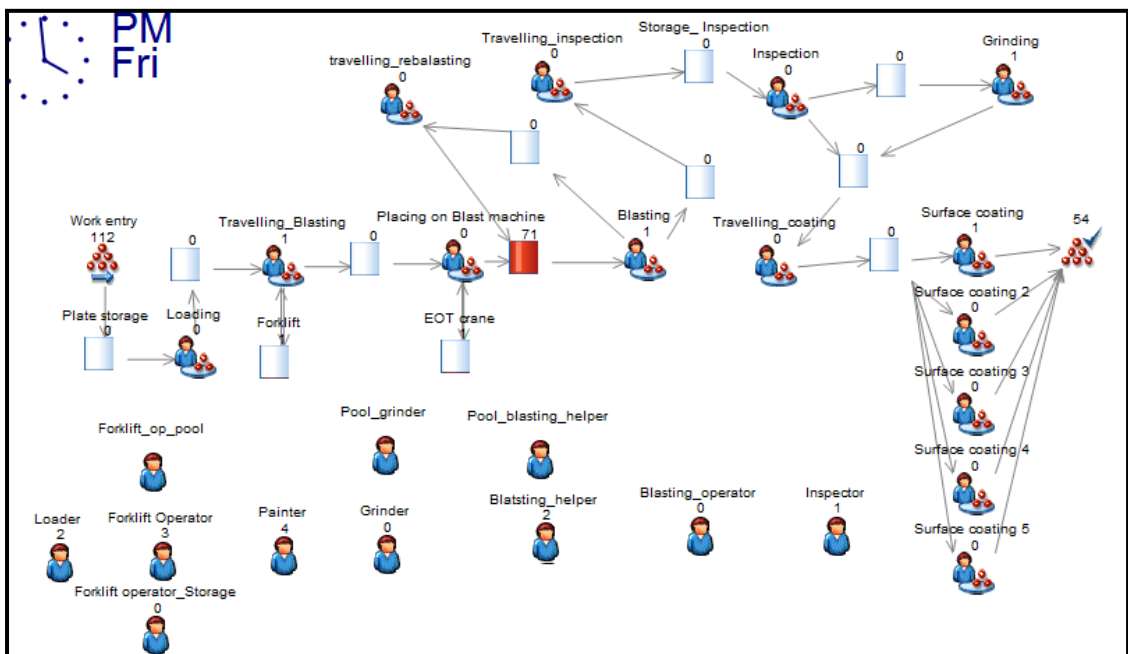 PM
Fri
Storage_ Inspection
0
Travelling_inspection
0
Inspection
0
0
Grinding
1
travelling_rebalasting
0
0
0
0
Work entry
112
0
Travelling_Blasting
1
0
Placing on Blast machine
0
71
Blasting
1
Travelling_coating
0
0
Surface coating
1
54
Plate storage
0
Loading
0
Forklift
1
EOT crane
1
Surface coating 2
0
Surface coating 3
0
Surface coating 4
0
Surface coating 5
0
Forklift_op_pool
Pool_grinder
Pool_blasting_helper
Loader
2
Forklift Operator
3
Painter
4
Grinder
0
Blatsting_helper
2
Blasting_operator
0
Inspector
1
Forklift operator_Storage
0